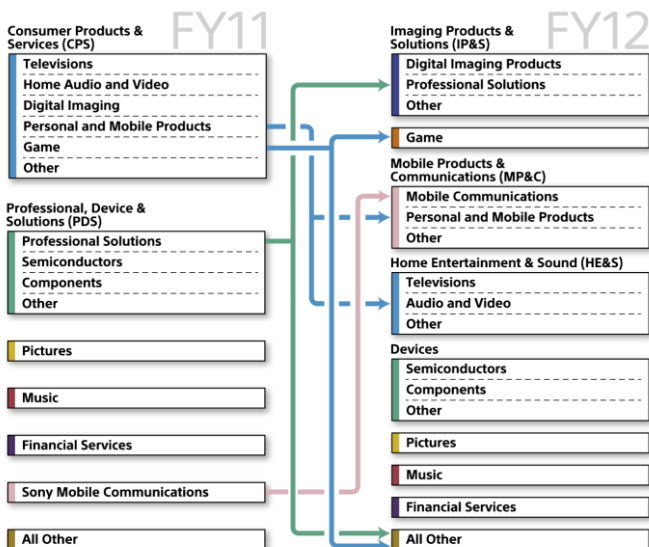 FY11
Consumer Products &
Services (CPS)
Televisions
Home Audio and Video
Digital Imaging
Personal and Mobile Products
Game
Other
Professional, Device &
Solutions (PDS)
Professional Solutions
Semiconductors
Components
Other
Pictures
Music
Financial Services
Sony Mobile Communications
All Other
FY12
Imaging Products &
Solutions (IP&S)
Digital Imaging Products
Professional Solutions
Other
Game
Mobile Products &
Communications (MP&C)
Mobile Communications
Personal and Mobile Products
Other
Home Entertainment & Sound (HE&S)
Televisions
Audio and Video
Other
Devices
Semiconductors
Components
Other
Pictures
Music
Financial Services
All Other